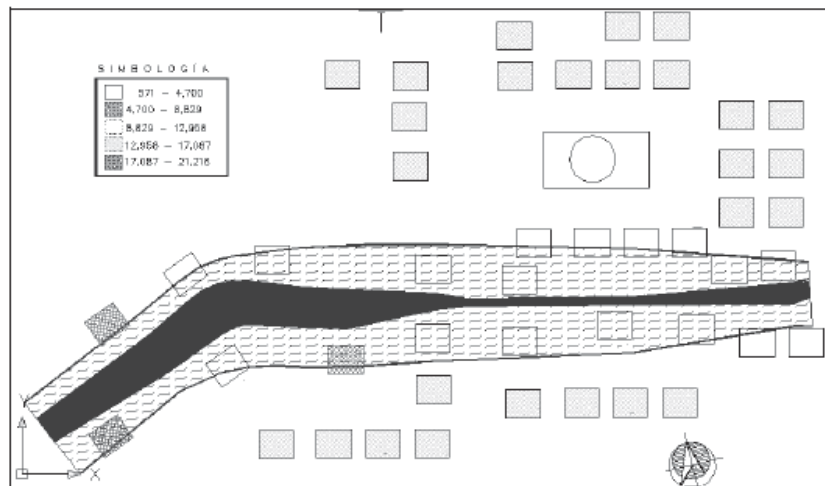 SIMBOLOGÍA
571 - 4,700
4,700 - 8,829
8,829 - 12,958
12,958 - 17,087
17,087 - 21,216
Y
X